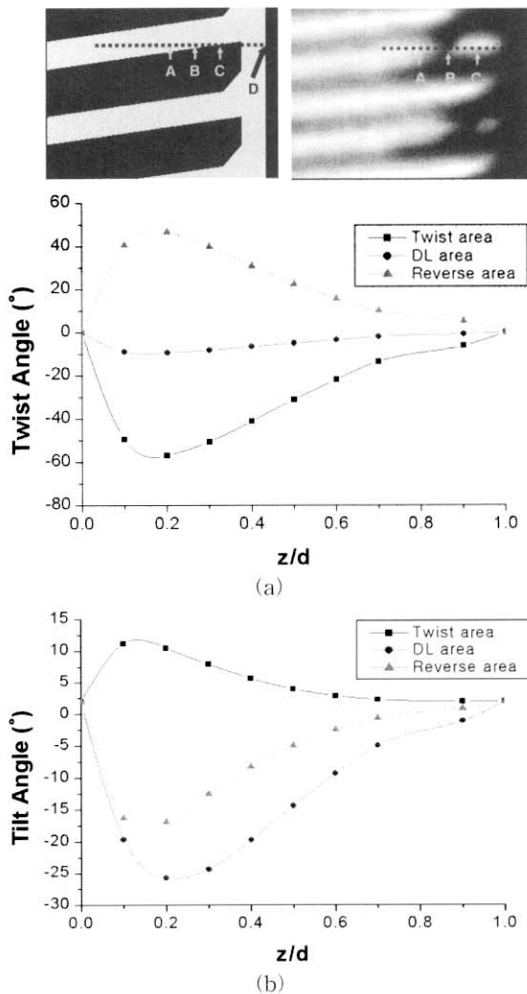 A B C
D
A B C
60
40
20
0
-20
-40
-60
-80
Twist Angle (°)
Twist area
DL area
Reverse area
0.0 0.2 0.4 0.6 0.8 1.0
z/d
(a)
15
10
5
0
-5
-10
-15
-20
-25
-30
Tilt Angle (°)
Twist area
DL area
Reverse area
0.0 0.2 0.4 0.6 0.8 1.0
z/d
(b)